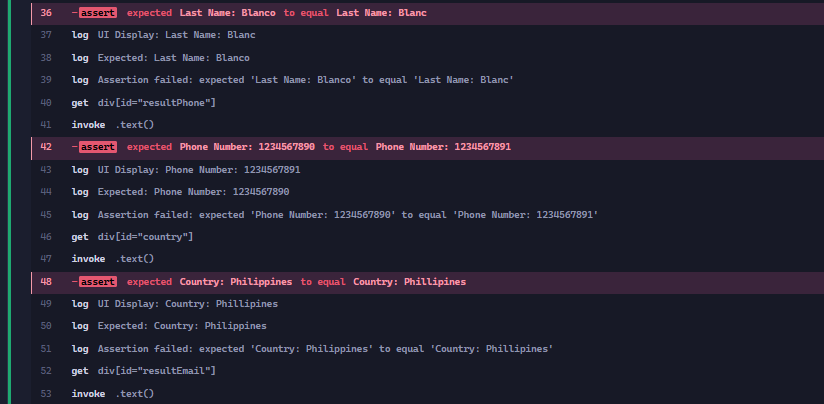 36 -assert expected Last Name: Blanco to equal Last Name: Blanc
37 log UI Display: Last Name: Blanc
38 log Expected: Last Name: Blanco
39 log Assertion failed: expected 'Last Name: Blanco' to equal 'Last Name: Blanc'
40 get div[id="resultPhone"]
41 invoke .text()
42 -assert expected Phone Number: 1234567890 to equal Phone Number: 1234567891
43 log UI Display: Phone Number: 1234567891
44 log Expected: Phone Number: 1234567890
45 log Assertion failed: expected 'Phone Number: 1234567890' to equal 'Phone Number: 1234567891'
46 get div[id="country"]
47 invoke .text()
48 -assert expected Country: Philippines to equal Country: Phillipines
49 log UI Display: Country: Phillipines
50 log Expected: Country: Philippines
51 log Assertion failed: expected 'Country: Philippines' to equal 'Country: Phillipines'
52 get div[id="resultEmail"]
53 invoke .text()